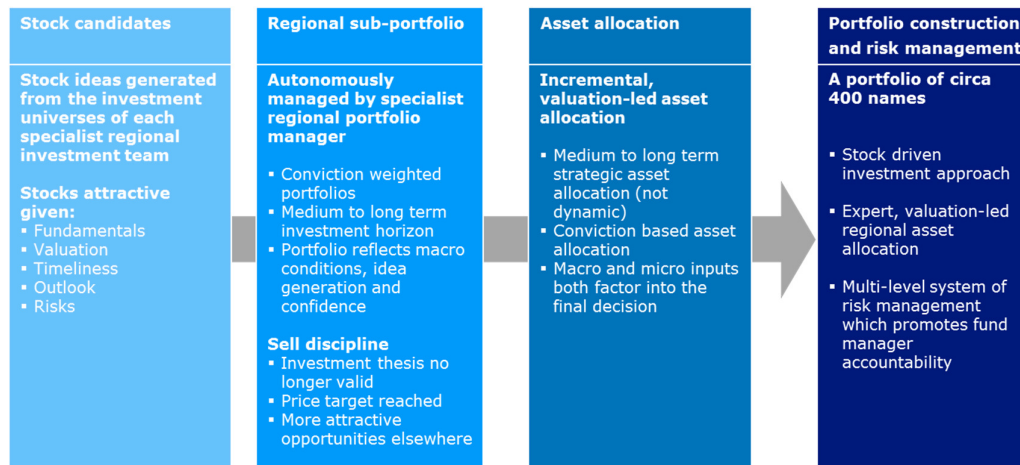 Stock candidates
Stock ideas generated
from the investment
universes of each
specialist regional
investment team
Stocks attractive
given:
▪ Fundamentals
▪ Valuation
▪ Timeliness
▪ Outlook
▪ Risks
Regional sub-portfolio
Autonomously
managed by specialist
regional portfolio
manager
▪ Conviction weighted
portfolios
▪ Medium to long term
investment horizon
▪ Portfolio reflects macro
conditions, idea
generation and
confidence
Sell discipline
▪ Investment thesis no
longer valid
▪ Price target reached
▪ More attractive
opportunities elsewhere
Asset allocation
Incremental,
valuation-led asset
allocation
▪ Medium to long term
strategic asset
allocation (not
dynamic)
▪ Conviction based asset
allocation
▪ Macro and micro inputs
both factor into the
final decision
Portfolio construction
and risk management
A portfolio of circa
400 names
▪ Stock driven
investment approach
▪ Expert, valuation-led
regional asset
allocation
▪ Multi-level system of
risk management
which promotes fund
manager
accountability